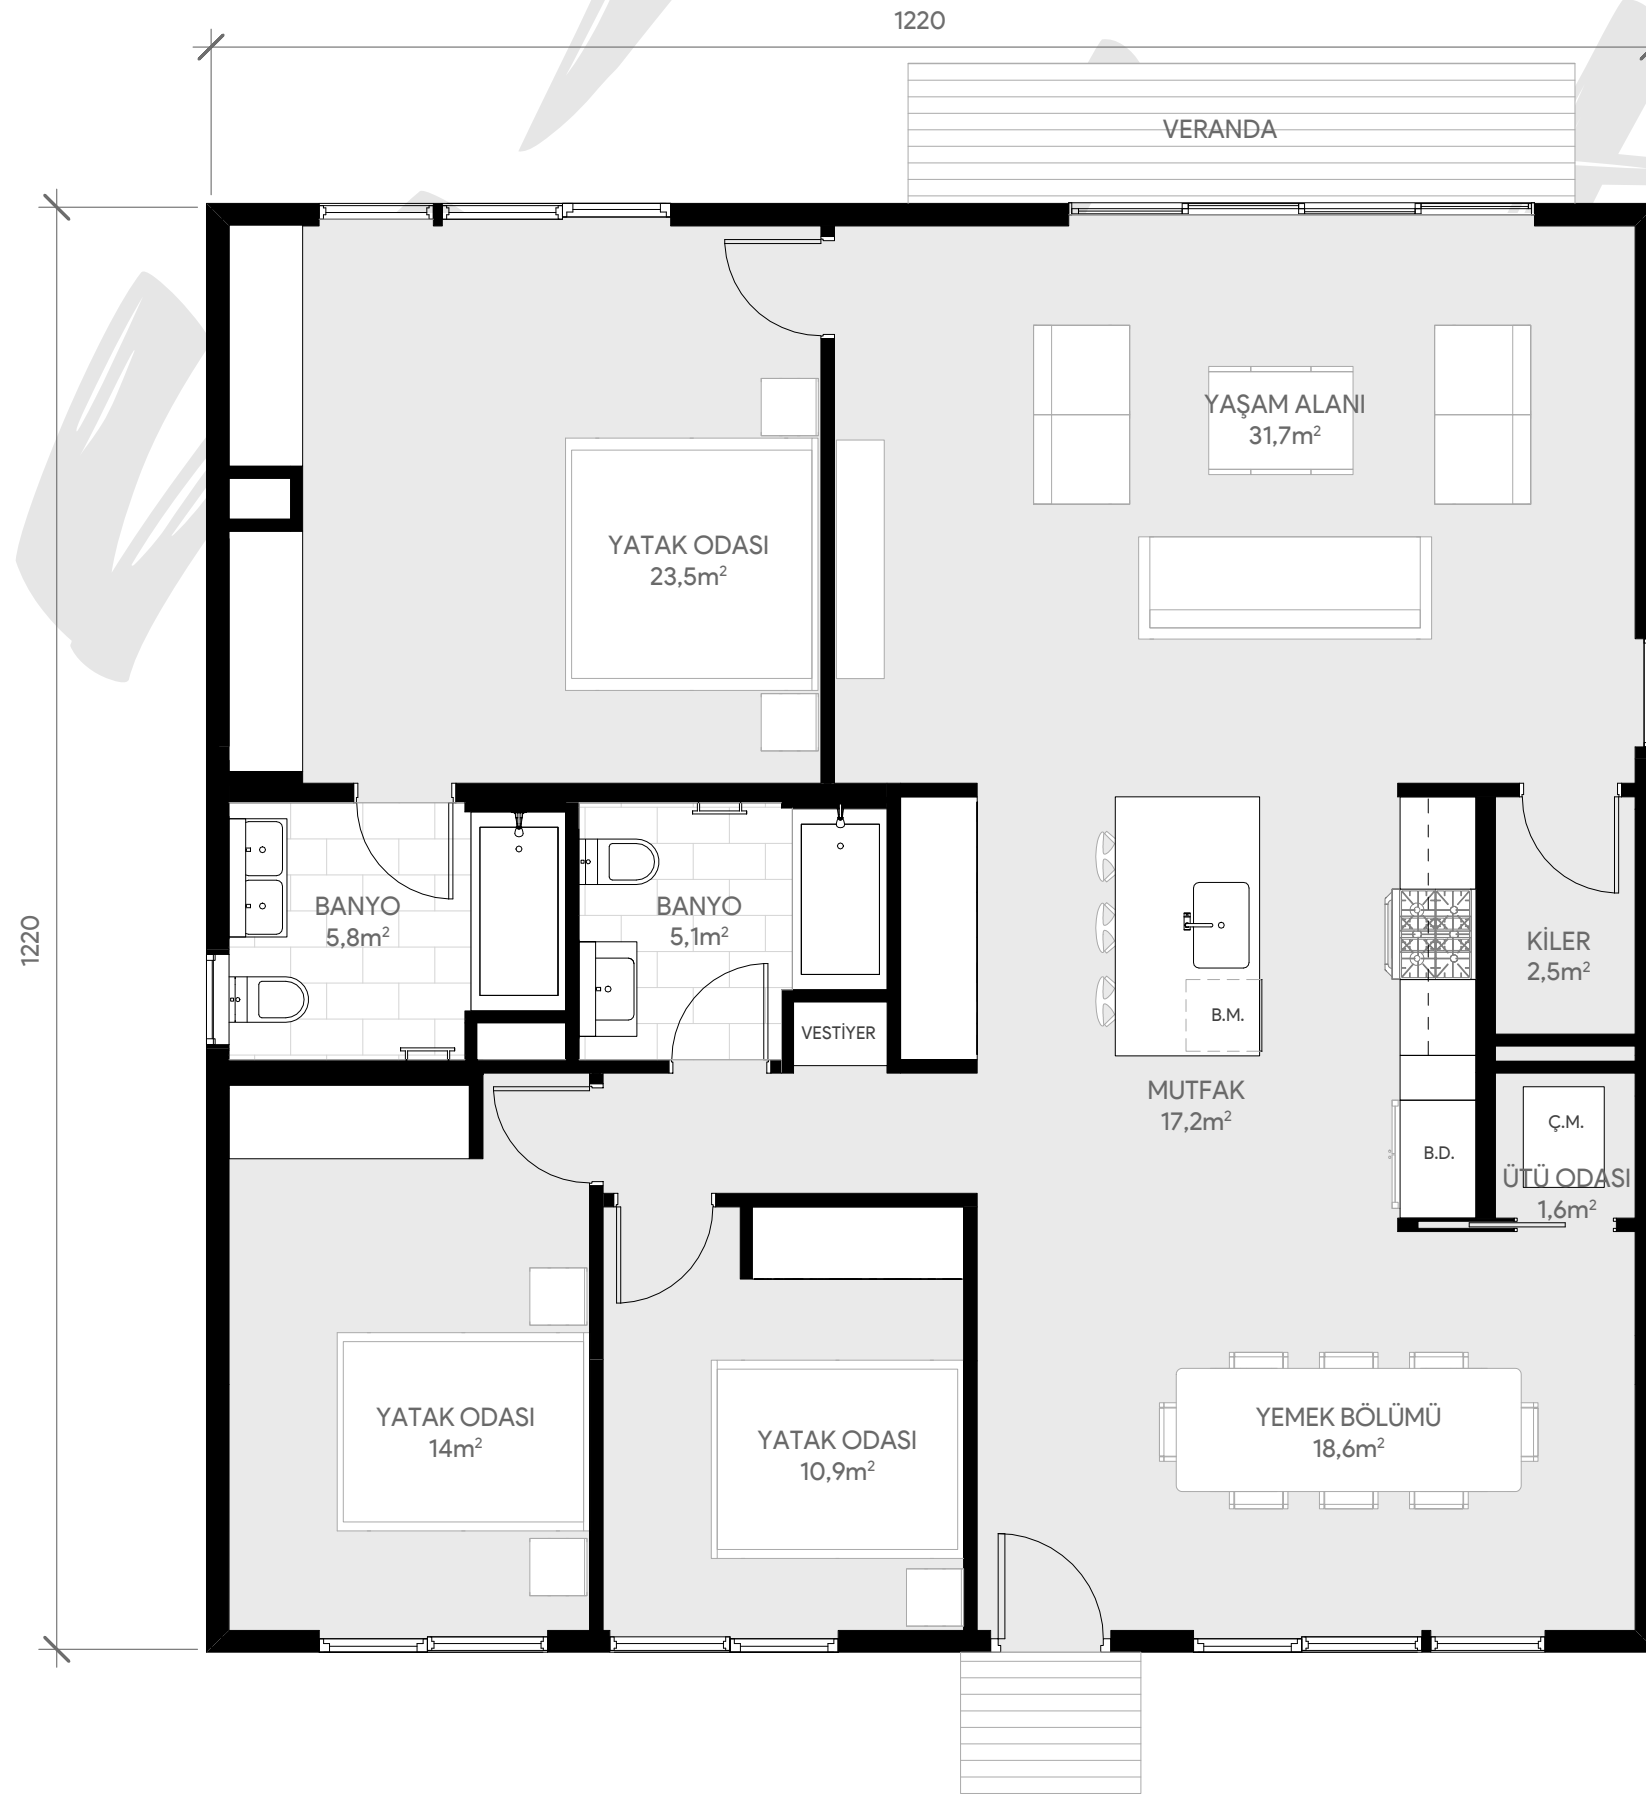 1220
VERANDA
YAŞAM ALANI
31,7m²
YATAK ODASI
23,5m²
1220
BANYO
5,8m²
BANYO
5,1m²
VESTİYER
B.M.
MUTFAK
17,2m²
KİLER
2,5m²
Ç.M.
B.D.
ÜTÜ ODASI
1,6m²
YATAK ODASI
14m²
YATAK ODASI
10,9m²
YEMEK BÖLÜMÜ
18,6m²